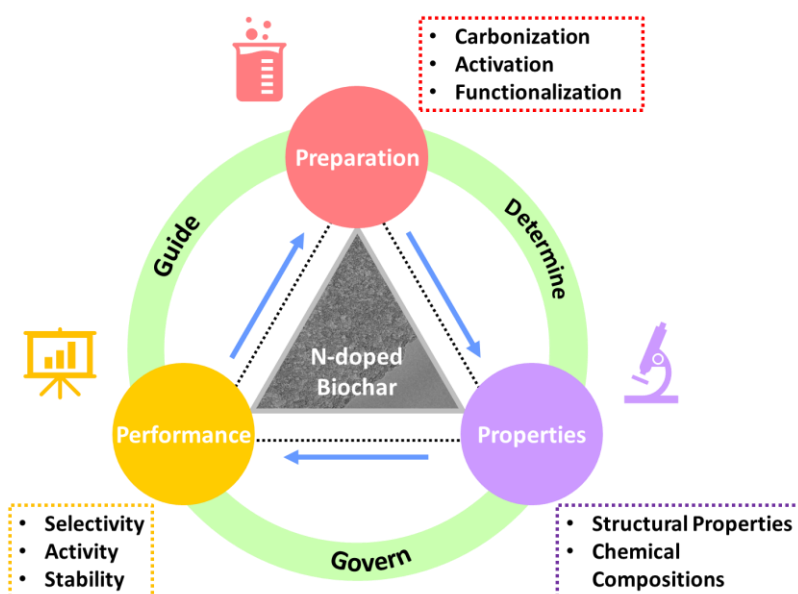 • Carbonization
• Activation
• Functionalization
Preparation
Guide
Determine
N-doped
Biochar
Performance
Properties
• Selectivity
• Activity
• Stability
Govern
• Structural Properties
• Chemical
Compositions